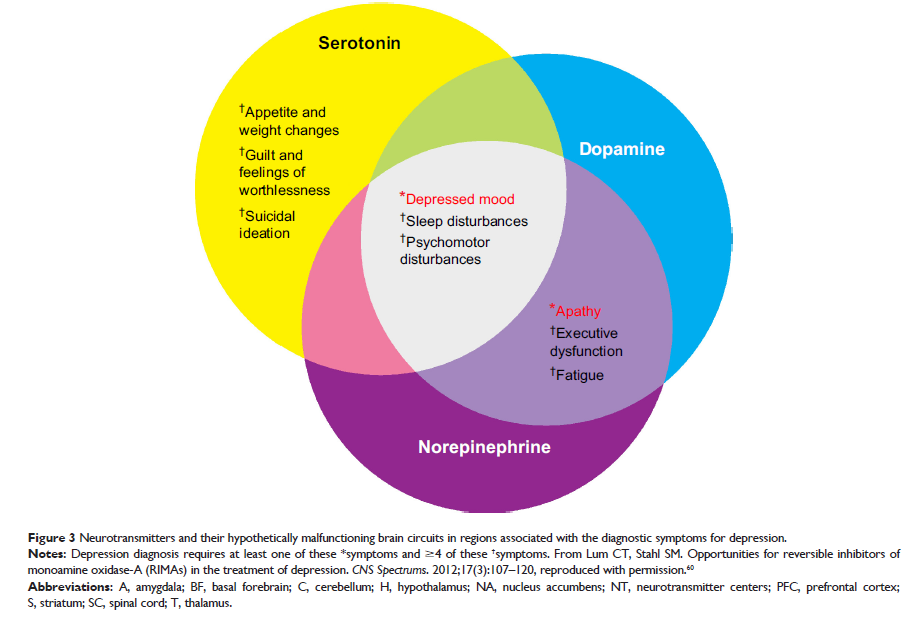 Serotonin
†Appetite and
weight changes
†Guilt and
feelings of
worthlessness
†Suicidal
ideation
Dopamine
*Depressed mood
†Sleep disturbances
†Psychomotor
disturbances
*Apathy
†Executive
dysfunction
†Fatigue
Norepinephrine
Figure 3 Neurotransmitters and their hypothetically malfunctioning brain circuits in regions associated with the diagnostic symptoms for depression.
Notes: Depression diagnosis requires at least one of these *symptoms and ≥4 of these †symptoms. From Lum CT, Stahl SM. Opportunities for reversible inhibitors of
monoamine oxidase-A (RIMAs) in the treatment of depression. CNS Spectrums. 2012;17(3):107–120, reproduced with permission.⁶⁰
Abbreviations: A, amygdala; BF, basal forebrain; C, cerebellum; H, hypothalamus; NA, nucleus accumbens; NT, neurotransmitter centers; PFC, prefrontal cortex;
S, striatum; SC, spinal cord; T, thalamus.